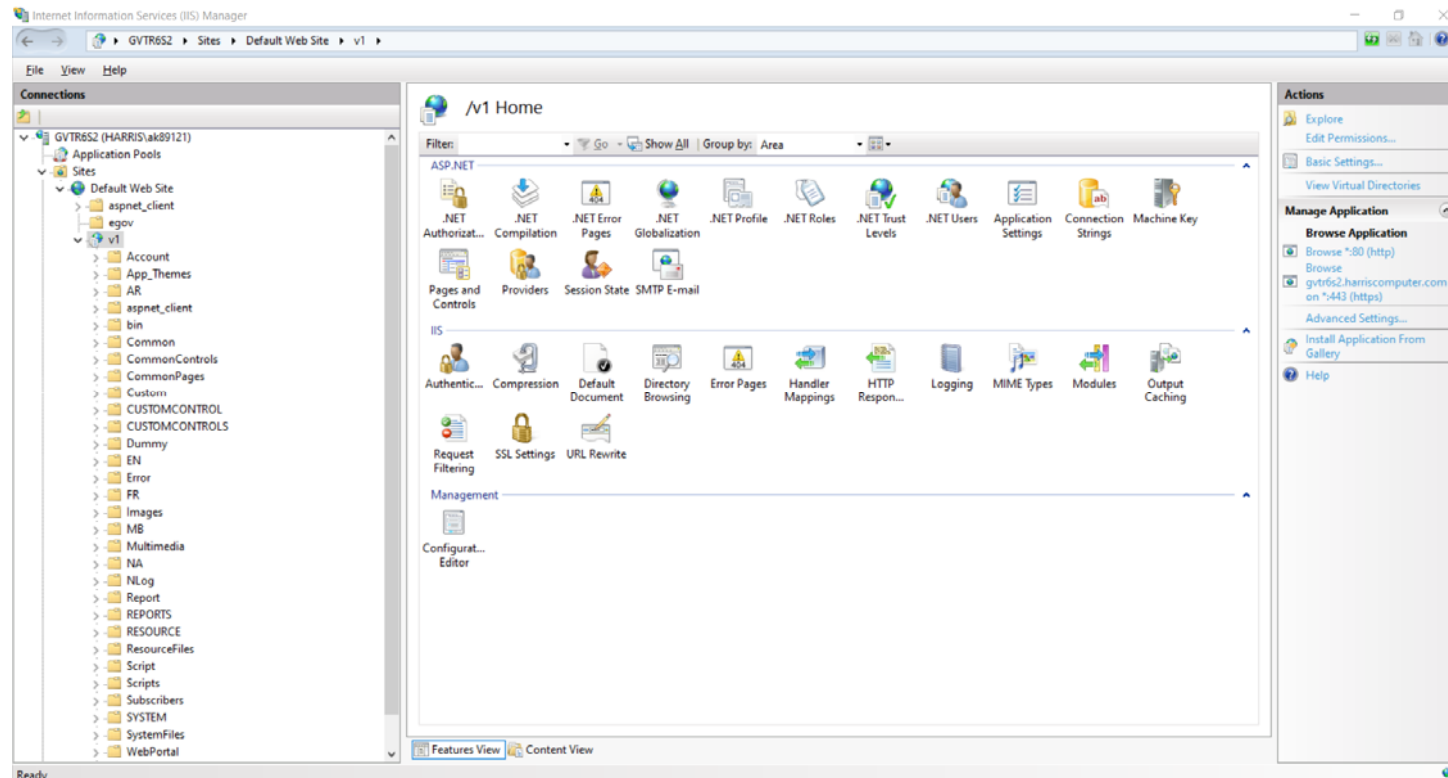 Internet Information Services (IIS) Manager
GVTR6S2 Sites Default Web Site v1
File View Help
Connections
GVTR6S2 (HARRIS\ak89121)
Application Pools
Sites
Default Web Site
aspnet_client
egov
v1
Account
App_Themes
AR
aspnet_client
bin
Common
CommonControls
CommonPages
Custom
CUSTOMCONTROL
CUSTOMCONTROLS
Dummy
EN
Error
FR
Images
MB
Multimedia
NA
NLog
Report
REPORTS
RESOURCE
ResourceFiles
Script
Scripts
Subscribers
SYSTEM
SystemFiles
WebPortal
/v1 Home
Filter: Go Show All Group by: Area
ASP.NET
.NET Authorizat...
.NET Compilation
.NET Error Pages
.NET Globalization
.NET Profile
.NET Roles
.NET Trust Levels
.NET Users
Application Settings
Connection Strings
Machine Key
Pages and Controls
Providers
Session State
SMTP E-mail
IIS
Authentic...
Compression
Default Document
Directory Browsing
Error Pages
Handler Mappings
HTTP Respon...
Logging
MIME Types
Modules
Output Caching
Request Filtering
SSL Settings
URL Rewrite
Management
Configurat... Editor
Features View Content View
Actions
Explore
Edit Permissions...
Basic Settings...
View Virtual Directories
Manage Application
Browse Application
Browse *:80 (http)
Browse
gvtr6s2.harriscomputer.com
on *:443 (https)
Advanced Settings...
Install Application From
Gallery
Help
Ready